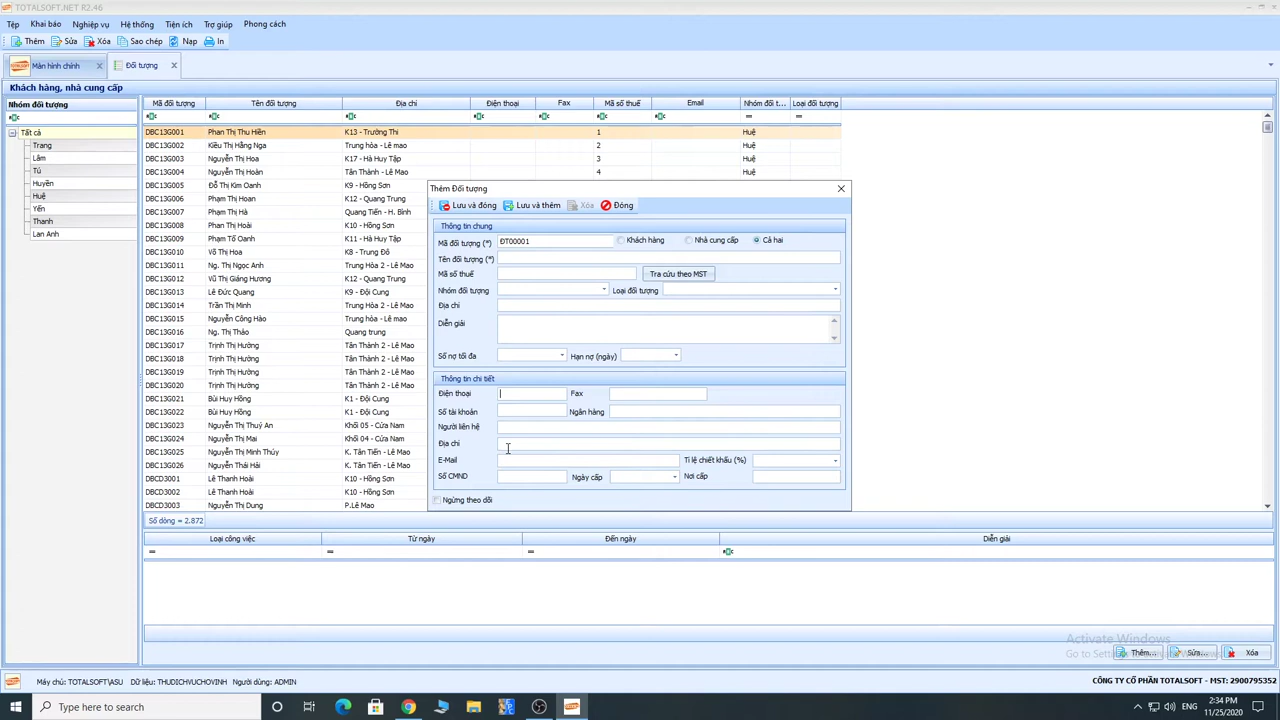 TOTALSOFT.NET R2.46
Tệp Khai báo Nghiệp vụ Hệ thống Tiện ích Trợ giúp Phong cách
Thêm Sửa Xóa Sao chép Nạp In
Màn hình chính Đối tượng
Khách hàng, nhà cung cấp
Nhóm đối tượng
Tất cả
Trang
Lâm
Tú
Huyền
Huệ
Yến
Thanh
Lan Anh
Mã đối tượng Tên đối tượng Địa chỉ Điện thoại Fax Mã số thuế Email Nhóm đối t... Loại đối tượng
DBC13G001 Phan Thị Thu Hiền K13 - Trường Thi 1 Huệ
DBC13G002 Kiều Thị Hằng Nga Trung hòa - Lê mao 2 Huệ
DBC13G003 Nguyễn Thị Hoa K17 - Hà Huy Tập 3 Huệ
DBC13G004 Nguyễn Thị Hoàn Tân Thành - Lê Mao 4 Huệ
DBC13G005 Đỗ Thị Kim Oanh K9 - Hồng Sơn
DBC13G006 Phạm Thị Hoan K12 - Quang Trung
DBC13G007 Phạm Thị Hà Quang Tiến - H. Bình
DBC13G008 Phan Thị Hoài K10 - Hồng Sơn
DBC13G009 Phạm Tố Oanh K11 - Hà Huy Tập
DBC13G010 Võ Thị Hoa K8 - Trung Đô
DBC13G011 Ng. Thị Ngọc Anh Trung Hòa 2 - Lê Mao
DBC13G012 Vũ Thị Giáng Hương K12 - Quang Trung
DBC13G013 Lê Đức Quang K9 - Đội Cung
DBC13G014 Trần Thị Minh Trung Hòa 2 - Lê Mao
DBC13G015 Nguyễn Công Hào Trung hòa - Lê mao
DBC13G016 Ng. Thị Thảo Quang trung
DBC13G017 Trịnh Thị Hường Tân Thành 2 - Lê Mao
DBC13G018 Trịnh Thị Hường Tân Thành 2 - Lê Mao
DBC13G019 Trịnh Thị Hường Tân Thành 2 - Lê Mao
DBC13G020 Trịnh Thị Hường Tân Thành 2 - Lê Mao
DBC13G021 Bùi Huy Hồng K1 - Đội Cung
DBC13G022 Bùi Huy Hồng K1 - Đội Cung
DBC13G023 Nguyễn Thị Thuý An Khối 05 - Cửa Nam
DBC13G024 Nguyễn Thị Mai Khối 04 - Cửa Nam
DBC13G025 Nguyễn Thị Minh Thủy K. Tân Tiến - Lê Mao
DBC13G026 Nguyễn Thái Hải K. Tân Tiến - Lê Mao
DBCD3001 Lê Thanh Hoài K10 - Hồng Sơn
DBCD3002 Lê Thanh Hoài K10 - Hồng Sơn
DBCD3003 Nguyễn Thị Dung P.Lê Mao
Số dòng = 2.872
Thêm Đối tượng
Lưu và đóng Lưu và thêm Xóa Đóng
Thông tin chung
Mã đối tượng (*) ĐT00001 Khách hàng Nhà cung cấp Cả hai
Tên đối tượng (*)
Mã số thuế Tra cứu theo MST
Nhóm đối tượng Loại đối tượng
Địa chỉ
Diễn giải
Số nợ tối đa Hạn nợ (ngày)
Thông tin chi tiết
Điện thoại Fax
Số tài khoản Ngân hàng
Người liên hệ
Địa chỉ
E-Mail Tỉ lệ chiết khấu (%)
Số CMND Ngày cấp Nơi cấp
Ngừng theo dõi
Loại công việc Từ ngày Đến ngày Diễn giải
Activate Windows
Go to Settings
Thêm... Sửa... Xóa
Máy chủ: TOTALSOFT\ASU Dữ liệu: THUDICHVUCHOVINH Người dùng: ADMIN CÔNG TY CỔ PHẦN TOTALSOFT - MST: 2900795352
Type here to search
2:34 PM
11/25/2020